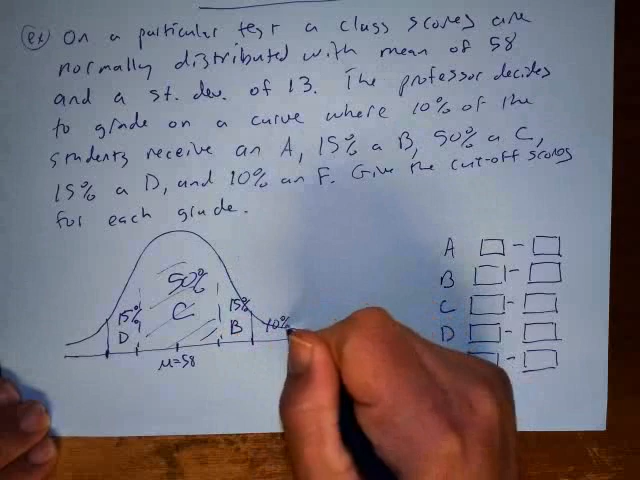 ex) On a particular test a class scores are
normally distributed with mean of 58
and a st. dev. of 13. The professor decides
to grade on a curve where 10% of the
students receive an A, 15% a B, 50% a C,
15% a D, and 10% an F. Give the cut-off scores
for each grade.
50%
15% C 15%
D B 10%
μ=58
A -
B -
C -
D -
-